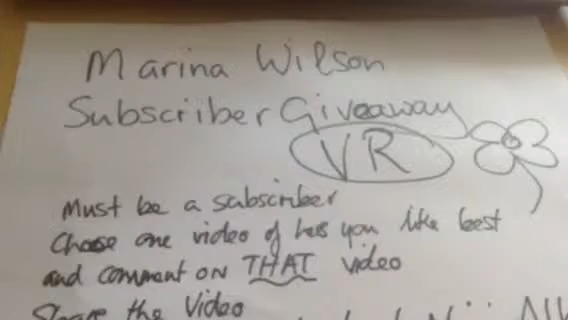 Marina Wilson
Subscriber Giveaway
VR
Must be a subscriber
Choose one video of hers you like best
and comment on THAT video
Share the Video